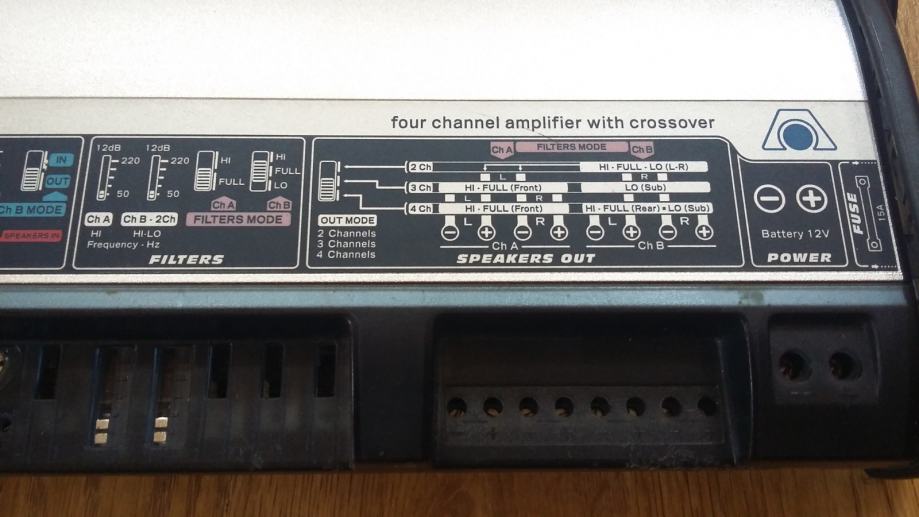 four channel amplifier with crossover
IN
OUT
Ch B MODE
SPEAKERS IN
12dB 12dB
220 220
50 50
HI
FULL
HI
FULL
LO
Ch A Ch B
Ch A Ch B - 2Ch FILTERS MODE
HI HI-LO
Frequency - Hz
FILTERS
Ch A FILTERS MODE Ch B
2 Ch HI - FULL - LO (L-R)
L R
3 Ch HI - FULL (Front) LO (Sub)
L R
4 Ch HI - FULL (Front) HI - FULL (Rear) • LO (Sub)
L R L R
− + − + − + − +
Ch A Ch B
OUT MODE
2 Channels
3 Channels
4 Channels
SPEAKERS OUT
− +
Battery 12V
POWER
FUSE
15A